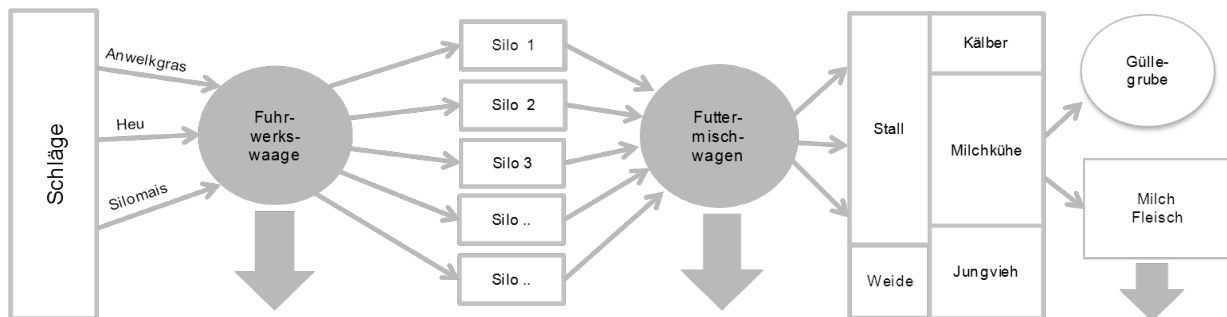 Schläge
Anwelkgras
Heu
Silomais
Fuhr-
werks-
waage
Silo 1
Silo 2
Silo 3
Silo ..
Silo ..
Futter-
misch-
wagen
Stall
Weide
Kälber
Milchkühe
Jungvieh
Gülle-
grube
Milch
Fleisch